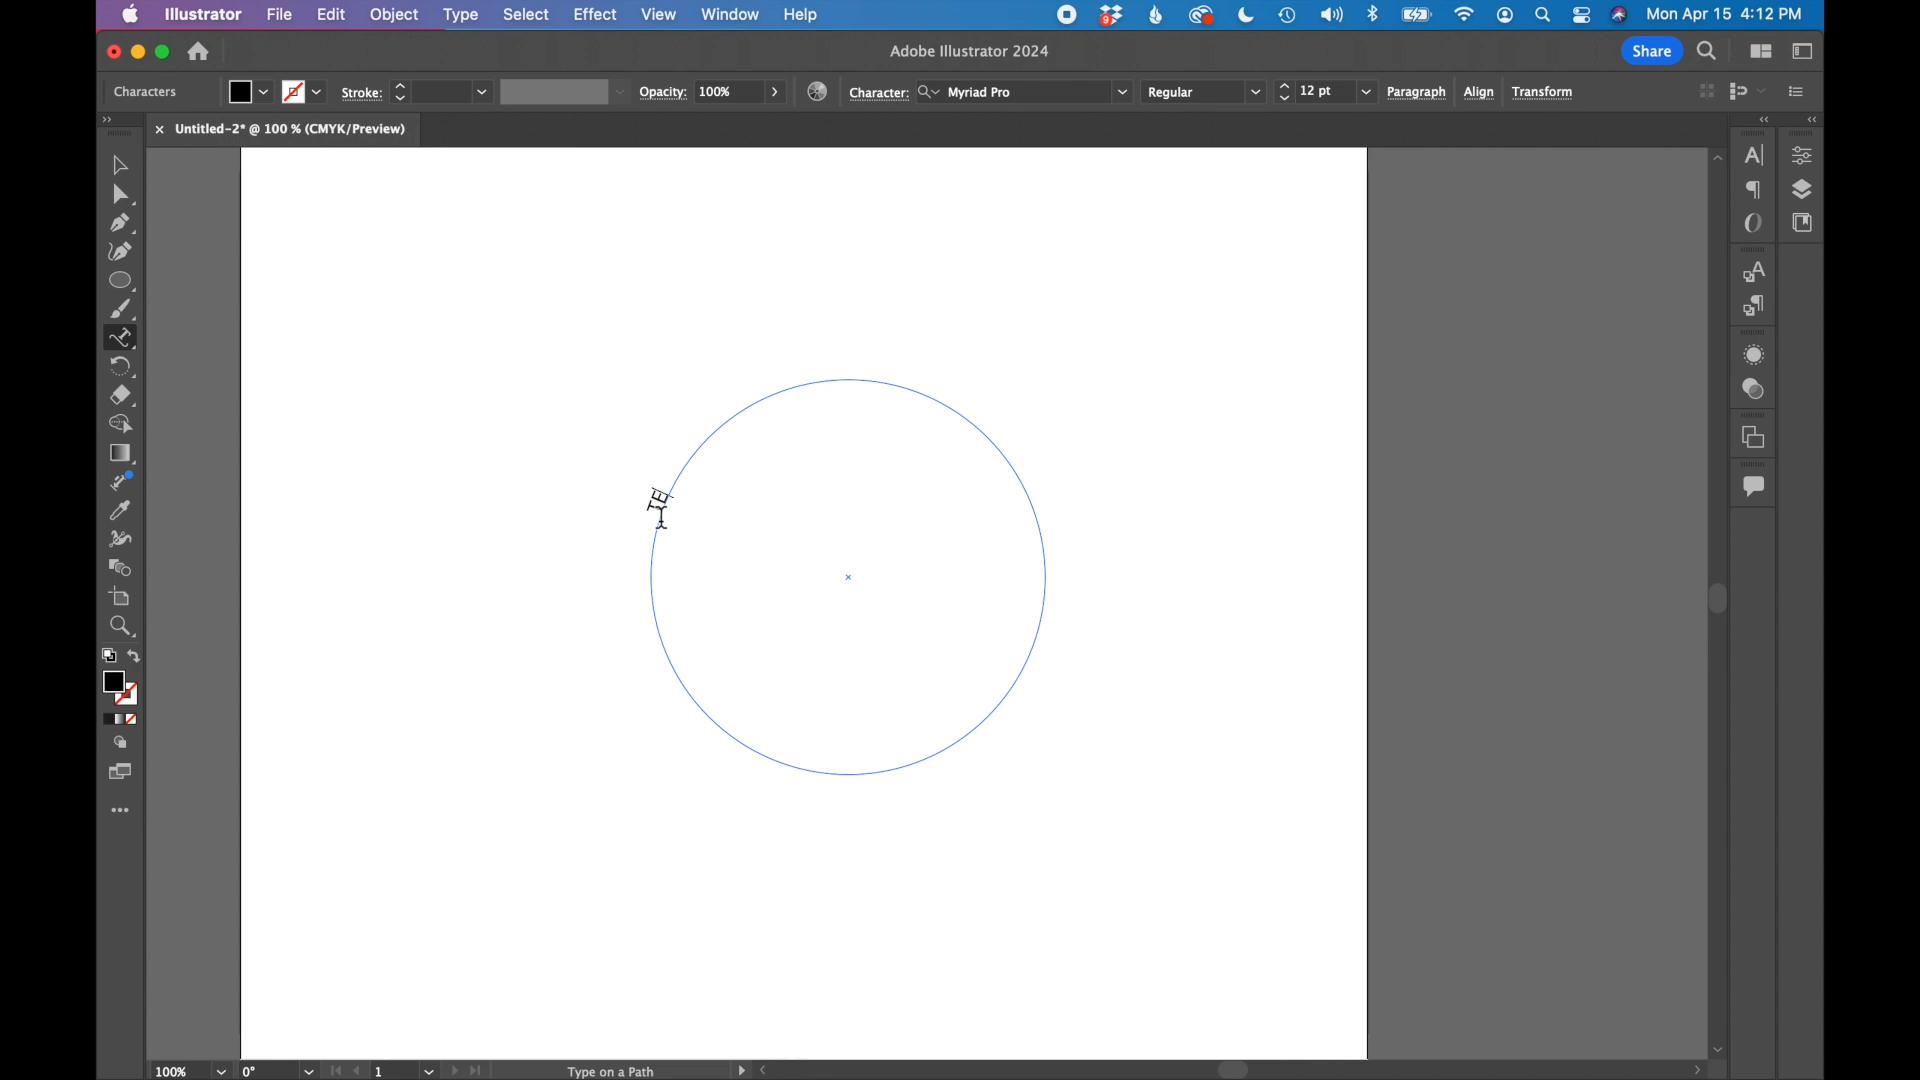 Illustrator File Edit Object Type Select Effect View Window Help 9 Mon Apr 15 4:12 PM
Adobe Illustrator 2024 Share
Characters Stroke: Opacity: 100% Character: Myriad Pro Regular 12 pt Paragraph Align Transform
× Untitled-2* @ 100 % (CMYK/Preview)
TE
100% 0° 1 Type on a Path